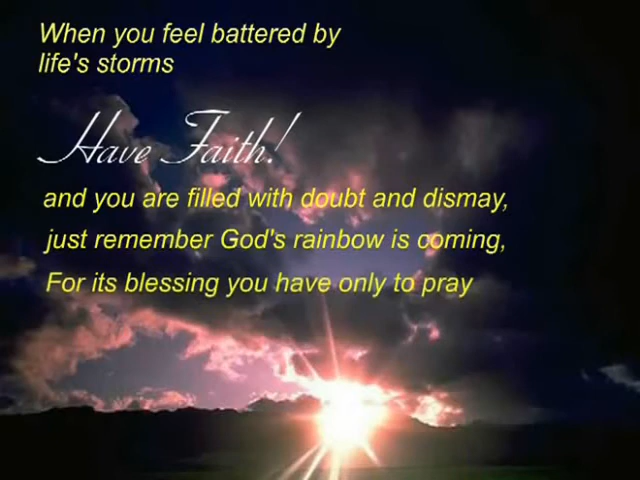 When you feel battered by
life's storms
Have Faith!
and you are filled with doubt and dismay,
just remember God's rainbow is coming,
For its blessing you have only to pray